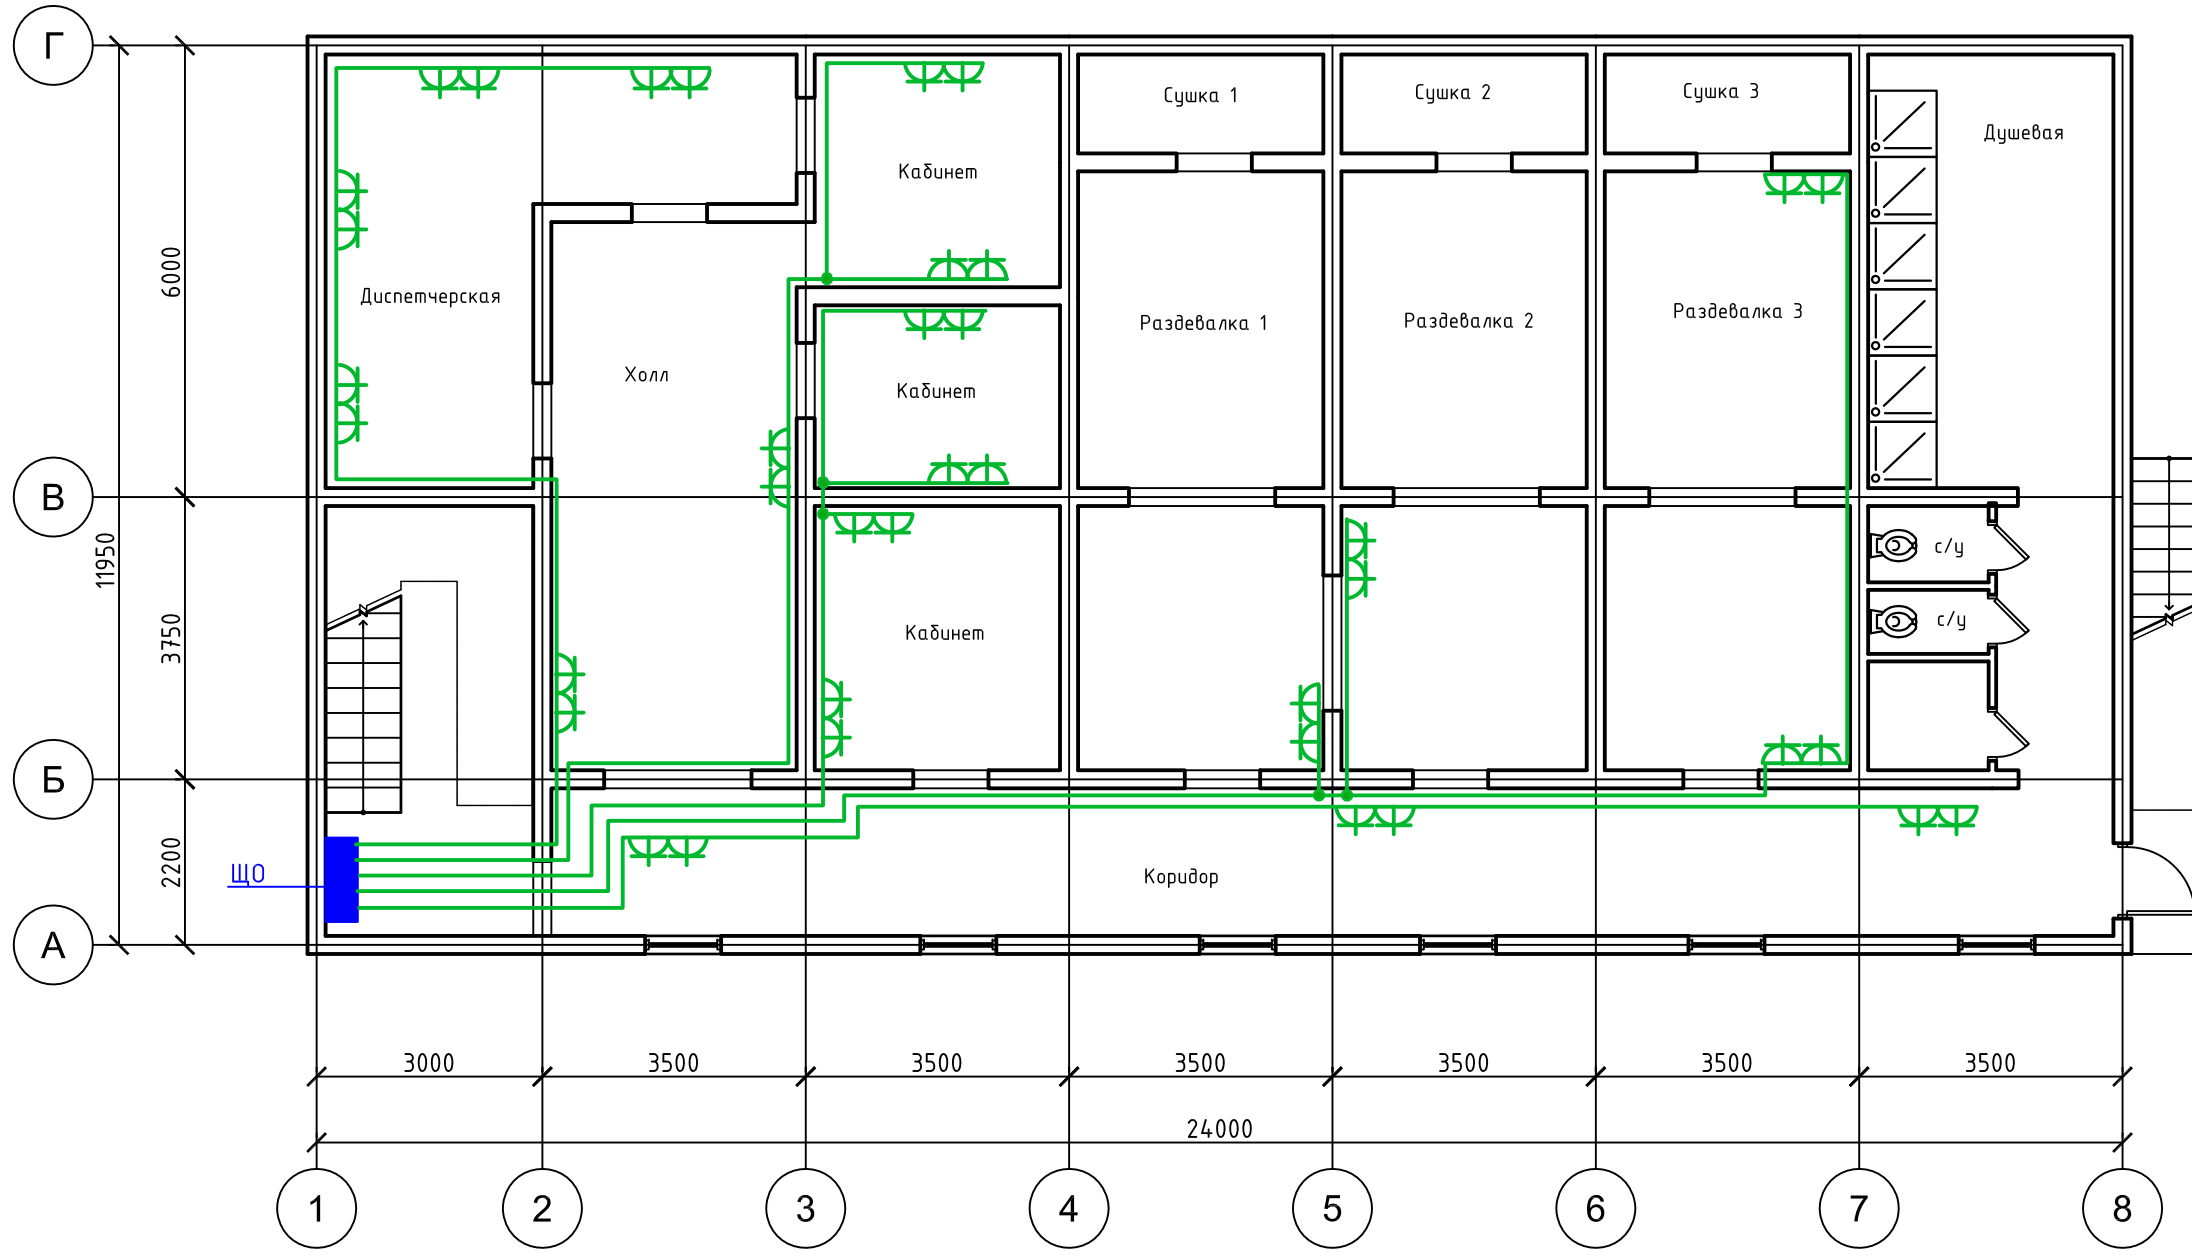 Г
Сушка 1
Сушка 2
Сушка 3
Душевая
Кабинет
6000
Диспетчерская
Раздевалка 1
Раздевалка 2
Раздевалка 3
Холл
Кабинет
В
11950
с/у
3750
Кабинет
с/у
Б
2200
ЩО
Коридор
А
3000
3500
3500
3500
3500
3500
3500
24000
1
2
3
4
5
6
7
8